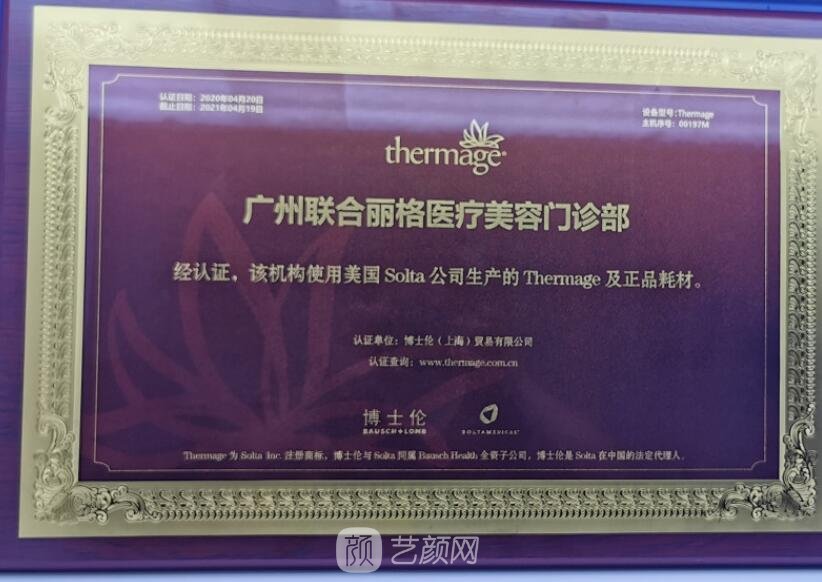 认证日期：2020年04月20日
截止日期：2021年04月19日
设备型号:Thermage
主机序号：00197M
thermage®
广州联合丽格医疗美容门诊部
经认证，该机构使用美国 Solta 公司生产的 Thermage 及正品耗材。
认证单位：博士伦（上海）貿易有限公司
认证查询：www.thermage.com.cn
博士伦
BAUSCH+LOMB
SOLTAMEDICAL
Thermage 为 Solta Inc. 注册商标，博士伦与 Solta 同属 Bausch Health 全资子公司，博士伦是 Solta 在中国的法定代理人。
颜 艺颜网